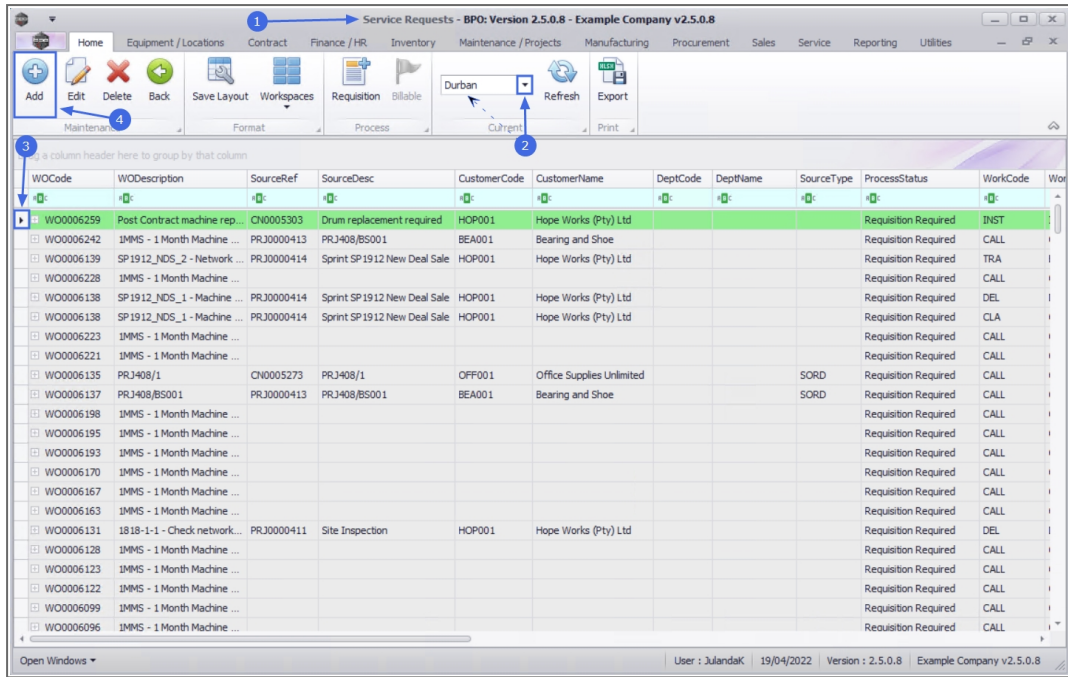 1 Service Requests - BPO: Version 2.5.0.8 - Example Company v2.5.0.8
Home Equipment / Locations Contract Finance / HR Inventory Maintenance / Projects Manufacturing Procurement Sales Service Reporting Utilities
Add Edit Delete Back Save Layout Workspaces Requisition Billable Durban Refresh Export
4
Maintenance Format Process Current Print
3 2
a column header here to group by that column
WOCode WODescription SourceRef SourceDesc CustomerCode CustomerName DeptCode DeptName SourceType ProcessStatus WorkCode Wor
WO0006259 Post Contract machine rep... CN0005303 Drum replacement required HOP001 Hope Works (Pty) Ltd Requisition Required INST
WO0006242 1MMS - 1 Month Machine ... PRJ0000413 PRJ408/BS001 BEA001 Bearing and Shoe Requisition Required CALL
WO0006139 SP1912_NDS_2 - Network ... PRJ0000414 Sprint SP1912 New Deal Sale HOP001 Hope Works (Pty) Ltd Requisition Required TRA
WO0006228 1MMS - 1 Month Machine ... Requisition Required CALL
WO0006138 SP1912_NDS_1 - Machine ... PRJ0000414 Sprint SP1912 New Deal Sale HOP001 Hope Works (Pty) Ltd Requisition Required DEL
WO0006138 SP1912_NDS_1 - Machine ... PRJ0000414 Sprint SP1912 New Deal Sale HOP001 Hope Works (Pty) Ltd Requisition Required CLA
WO0006223 1MMS - 1 Month Machine ... Requisition Required CALL
WO0006221 1MMS - 1 Month Machine ... Requisition Required CALL
WO0006135 PRJ408/1 CN0005273 PRJ408/1 OFF001 Office Supplies Unlimited SORD Requisition Required CALL
WO0006137 PRJ408/BS001 PRJ0000413 PRJ408/BS001 BEA001 Bearing and Shoe SORD Requisition Required CALL
WO0006198 1MMS - 1 Month Machine ... Requisition Required CALL
WO0006195 1MMS - 1 Month Machine ... Requisition Required CALL
WO0006193 1MMS - 1 Month Machine ... Requisition Required CALL
WO0006170 1MMS - 1 Month Machine ... Requisition Required CALL
WO0006167 1MMS - 1 Month Machine ... Requisition Required CALL
WO0006163 1MMS - 1 Month Machine ... Requisition Required CALL
WO0006131 1818-1-1 - Check network... PRJ0000411 Site Inspection HOP001 Hope Works (Pty) Ltd Requisition Required DEL
WO0006128 1MMS - 1 Month Machine ... Requisition Required CALL
WO0006123 1MMS - 1 Month Machine ... Requisition Required CALL
WO0006122 1MMS - 1 Month Machine ... Requisition Required CALL
WO0006099 1MMS - 1 Month Machine ... Requisition Required CALL
WO0006096 1MMS - 1 Month Machine ... Requisition Required CALL
Open Windows User : JulandaK 19/04/2022 Version : 2.5.0.8 Example Company v2.5.0.8